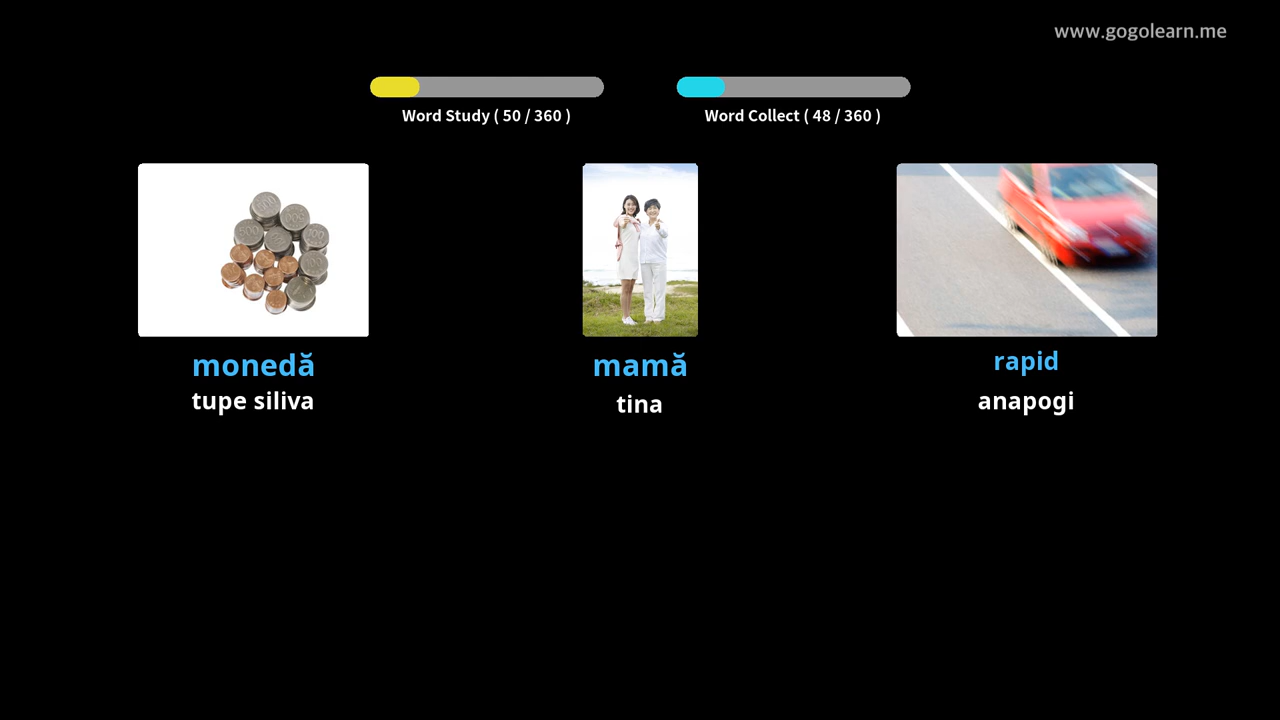 www.gogolearn.me
Word Study ( 50 / 360 )
Word Collect ( 48 / 360 )
monedă
tupe siliva
mamă
tina
rapid
anapogi